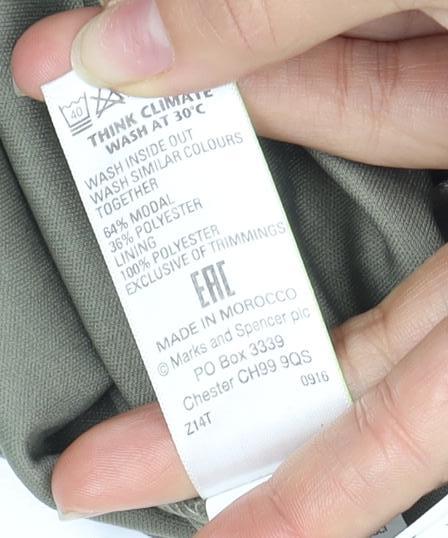 40
THINK CLIMATE
WASH AT 30°C
WASH INSIDE OUT
WASH SIMILAR COLOURS
TOGETHER
64% MODAL
36% POLYESTER
LINING
100% POLYESTER
EXCLUSIVE OF TRIMMINGS
EAC
MADE IN MOROCCO
© Marks and Spencer plc
PO Box 3339
Chester CH99 9QS
0916
Z14T